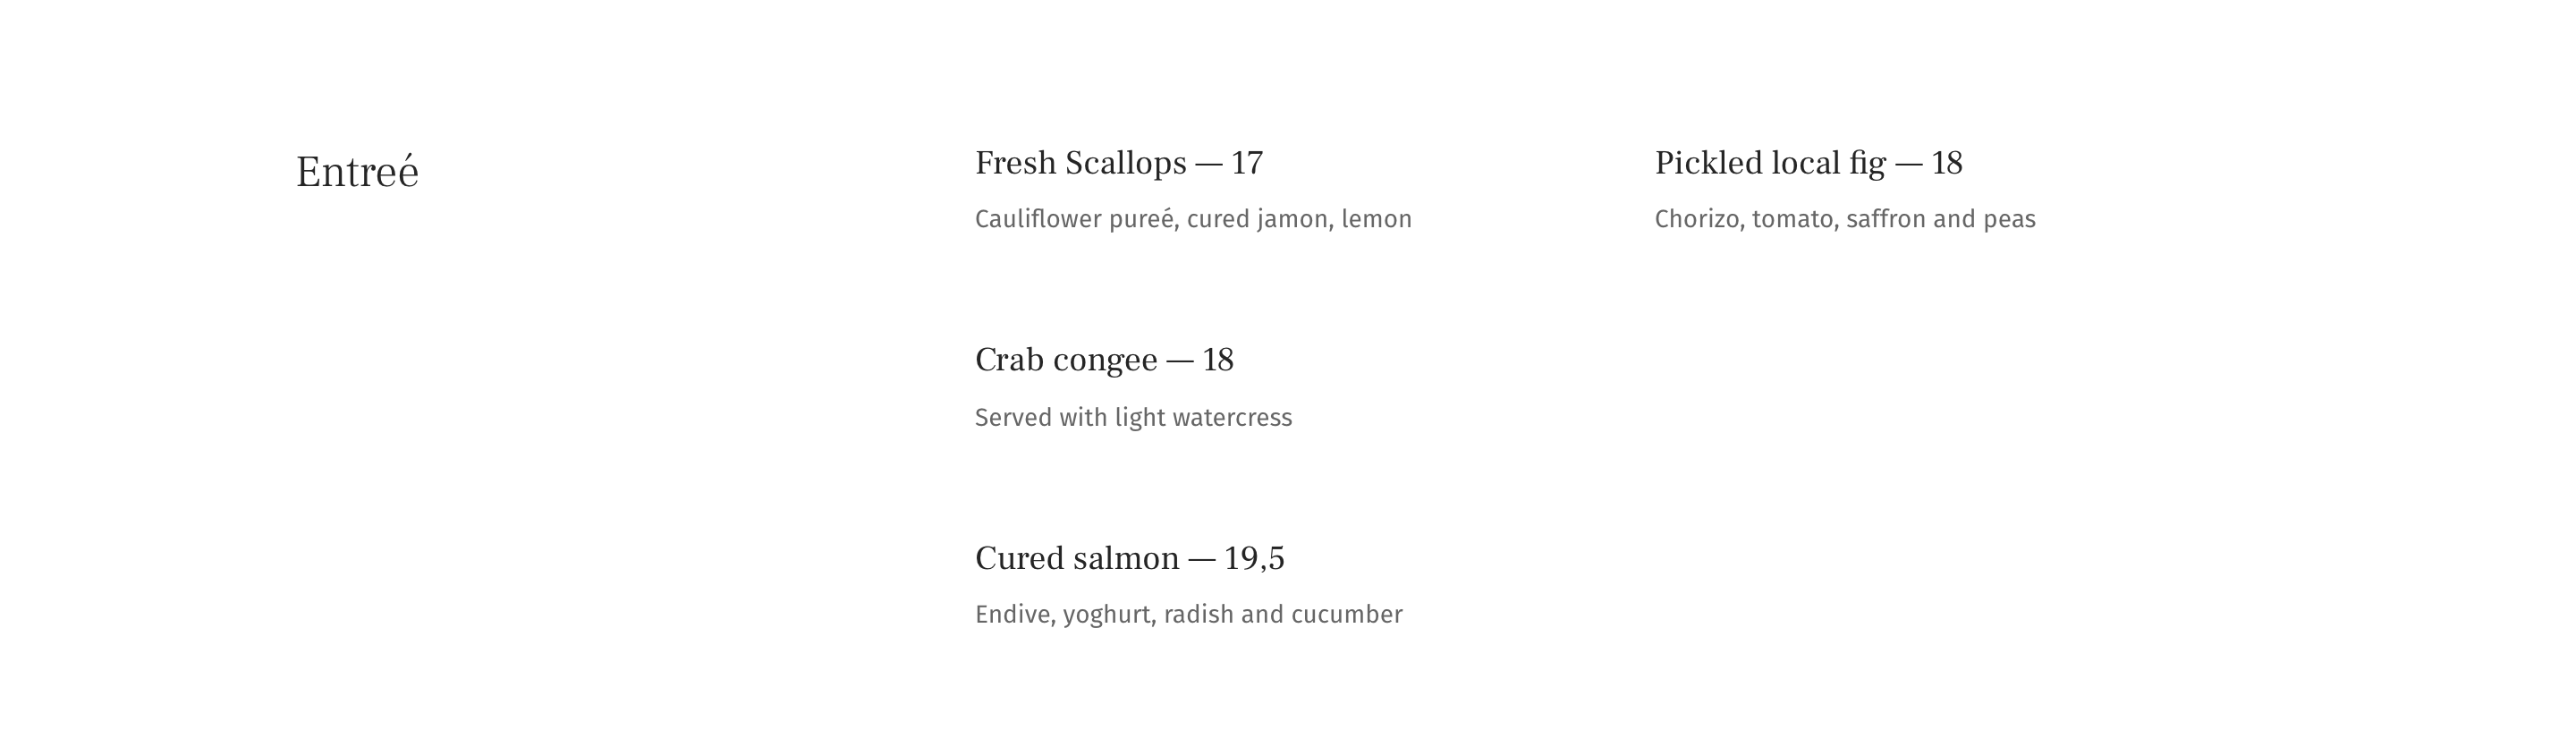 Entreé
Fresh Scallops — 17
Cauliflower pureé, cured jamon, lemon
Crab congee — 18
Served with light watercress
Cured salmon — 19,5
Endive, yoghurt, radish and cucumber
Pickled local fig — 18
Chorizo, tomato, saffron and peas